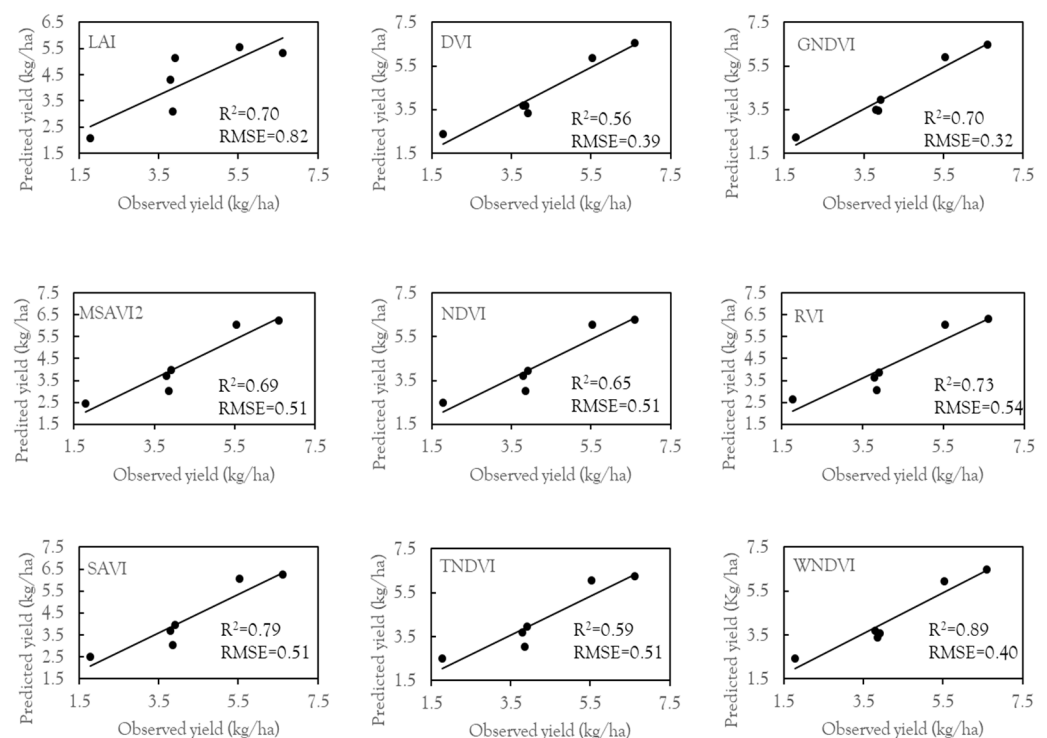 LAI
Predited yield (kg/ha)
6.5
5.5
4.5
3.5
2.5
1.5
R²=0.70
RMSE=0.82
1.5 3.5 5.5 7.5
Observed yield (kg/ha)
DVI
Predicted yield (kg/ha)
7.5
5.5
3.5
1.5
R²=0.56
RMSE=0.39
1.5 3.5 5.5 7.5
Observed yield (kg/ha)
GNDVI
Predicted yield (kg/ha)
7.5
5.5
3.5
1.5
R²=0.70
RMSE=0.32
1.5 3.5 5.5 7.5
Observed yield (kg/ha)
MSAVI2
Predited yield (kg/ha)
7.5
6.5
5.5
4.5
3.5
2.5
1.5
R²=0.69
RMSE=0.51
1.5 3.5 5.5 7.5
Observed yield (kg/ha)
NDVI
Predicted yield (kg/ha)
7.5
5.5
3.5
1.5
R²=0.65
RMSE=0.51
1.5 3.5 5.5 7.5
Observed yield (kg/ha)
RVI
Predicted yield (kg/ha)
7.5
6.5
5.5
4.5
3.5
2.5
1.5
R²=0.73
RMSE=0.54
1.5 3.5 5.5 7.5
Observed yield (kg/ha)
SAVI
Predicted yield (kg/ha)
7.5
6.5
5.5
4.5
3.5
2.5
1.5
R²=0.79
RMSE=0.51
1.5 3.5 5.5 7.5
Observed yield (kg/ha)
TNDVI
Predicted yield (kg/ha)
7.5
5.5
3.5
1.5
R²=0.59
RMSE=0.51
1.5 3.5 5.5 7.5
Observed yield (kg/ha)
WNDVI
Predicted yield (Kg/ha)
7.5
5.5
3.5
1.5
R²=0.89
RMSE=0.40
1.5 3.5 5.5 7.5
Observed yield (kg/ha)